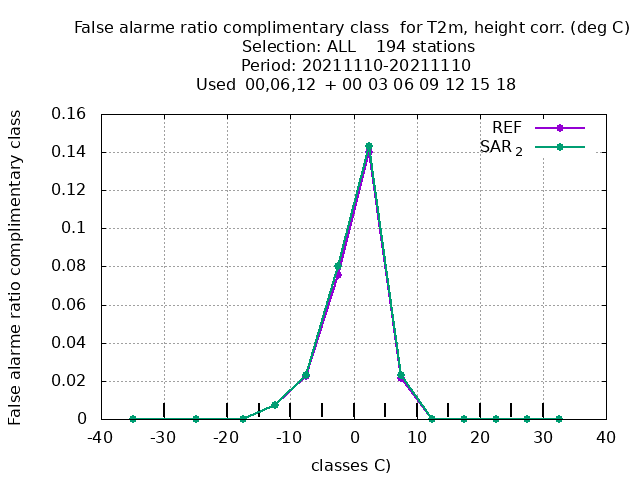 False alarme ratio complimentary class  for T2m, height corr. (deg C)
Selection: ALL    194 stations
Period: 20211110-20211110
Used  00,06,12  + 00 03 06 09 12 15 18
False alarme ratio complimentary class
0.16
0.14
0.12
0.1
0.08
0.06
0.04
0.02
0
REF
SAR 2
-40 -30 -20 -10 0 10 20 30 40
classes C)